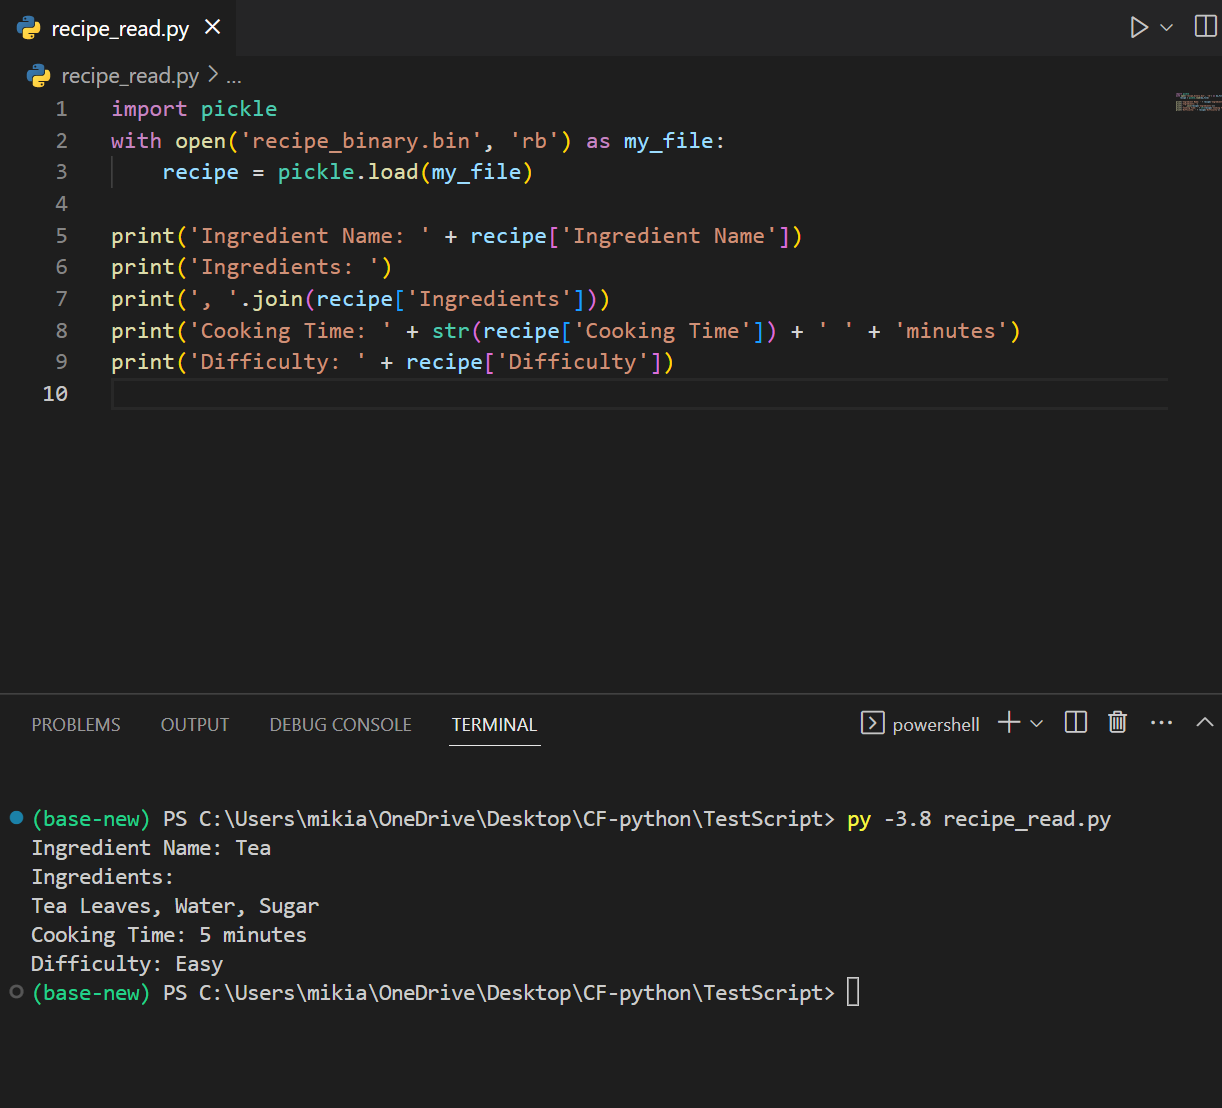 recipe_read.py
recipe_read.py > ...
1 import pickle
2 with open('recipe_binary.bin', 'rb') as my_file:
3     recipe = pickle.load(my_file)
4
5 print('Ingredient Name: ' + recipe['Ingredient Name'])
6 print('Ingredients: ')
7 print(', '.join(recipe['Ingredients']))
8 print('Cooking Time: ' + str(recipe['Cooking Time']) + ' ' + 'minutes')
9 print('Difficulty: ' + recipe['Difficulty'])
10
PROBLEMS OUTPUT DEBUG CONSOLE TERMINAL powershell
(base-new) PS C:\Users\mikia\OneDrive\Desktop\CF-python\TestScript> py -3.8 recipe_read.py
Ingredient Name: Tea
Ingredients:
Tea Leaves, Water, Sugar
Cooking Time: 5 minutes
Difficulty: Easy
(base-new) PS C:\Users\mikia\OneDrive\Desktop\CF-python\TestScript>